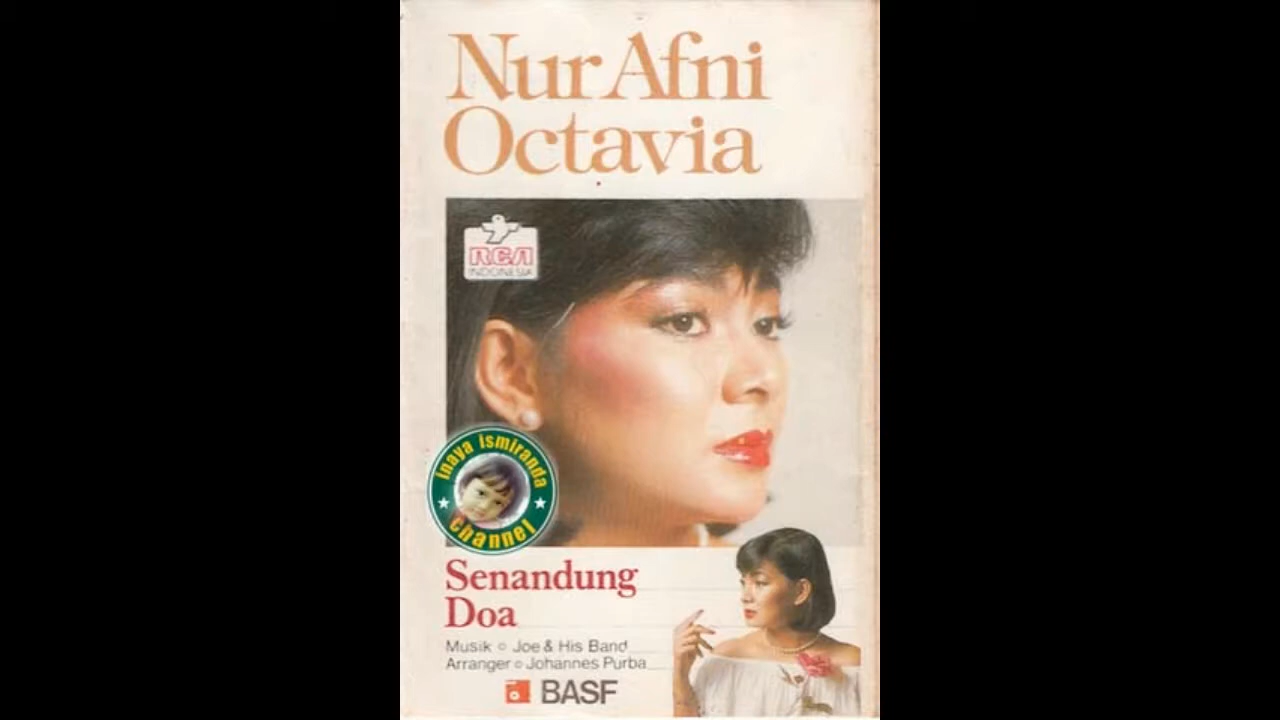 Nur Afni
Octavia
RCA
INDONESIA
inaya ismiranda
channel
Senandung
Doa
Musik ○ Joe & His Band
Arranger ○ Johannes Purba
BASF